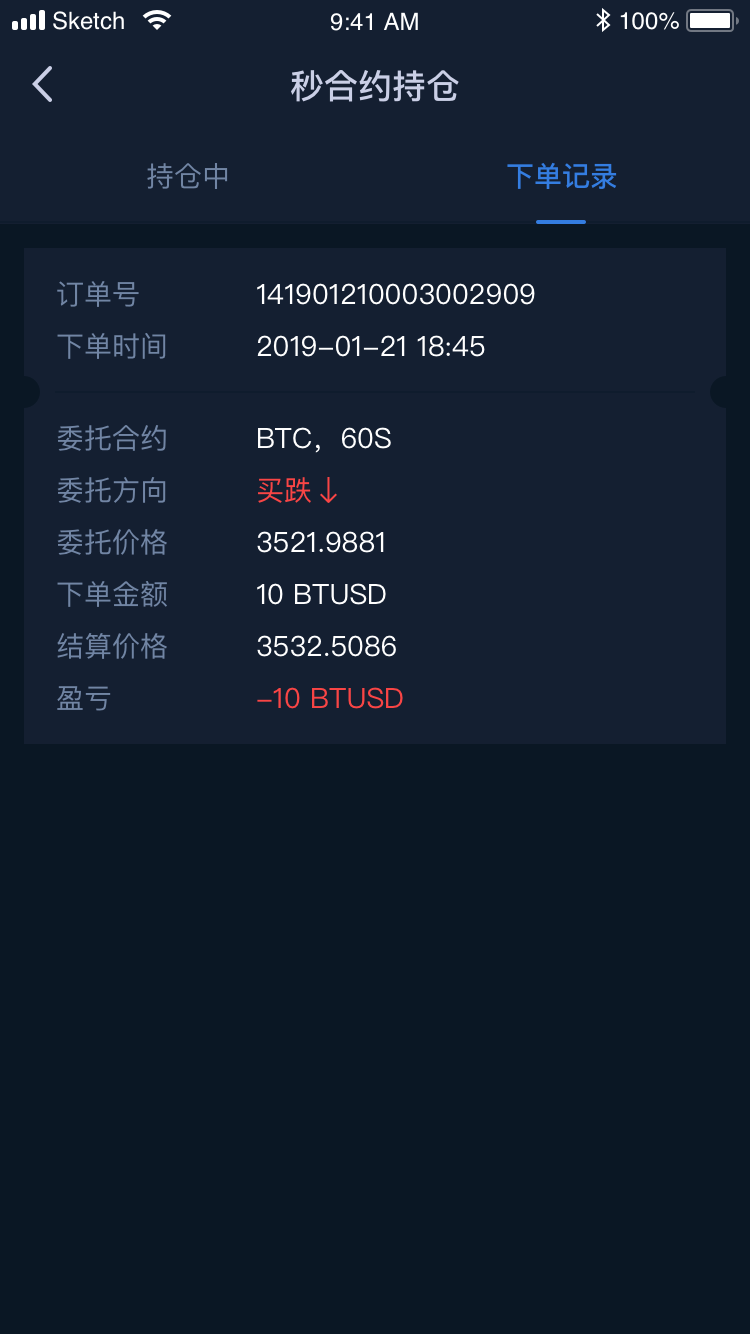 Sketch 9:41 AM 100%
秒合约持仓
持仓中 下单记录
订单号 141901210003002909
下单时间 2019-01-21 18:45
委托合约 BTC，60S
委托方向 买跌↓
委托价格 3521.9881
下单金额 10 BTUSD
结算价格 3532.5086
盈亏 -10 BTUSD